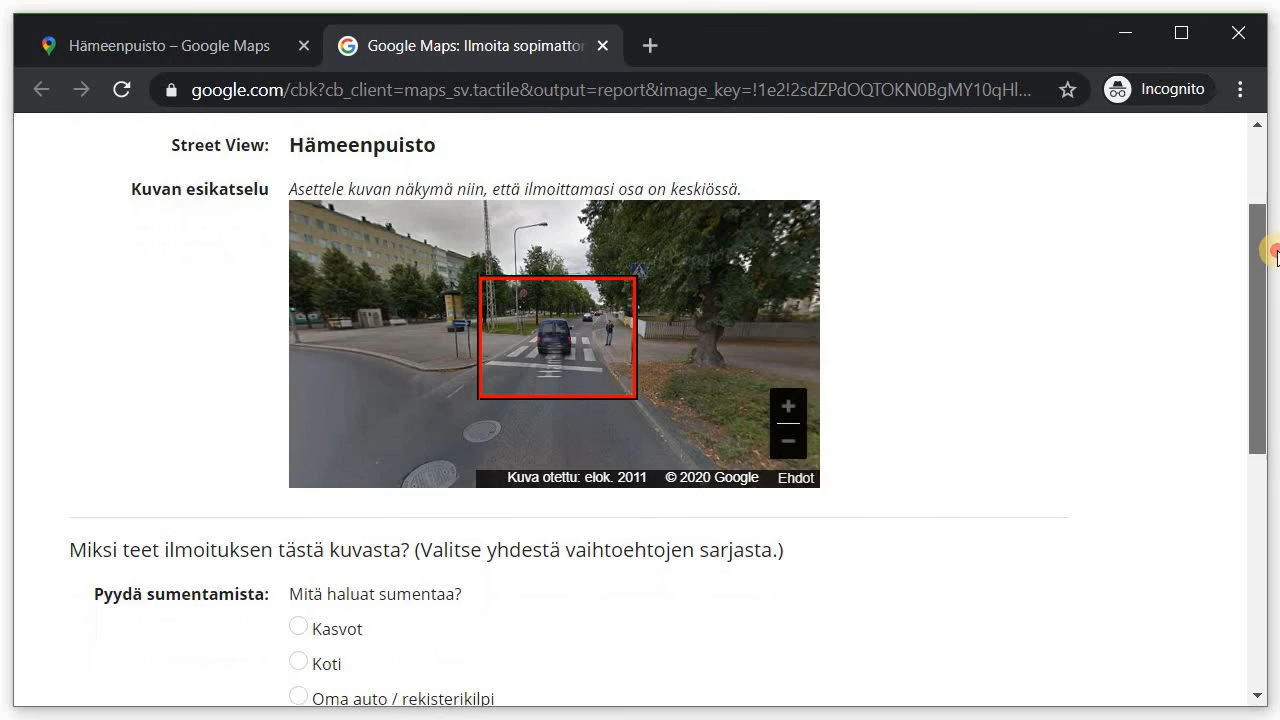 Hämeenpuisto – Google Maps
Google Maps: Ilmoita sopimatton
google.com/cbk?cb_client=maps_sv.tactile&output=report&image_key=!1e2!2sdZPdOQTOKN0BgMY10qHl...
Incognito
Street View: Hämeenpuisto
Kuvan esikatselu Asettele kuvan näkymä niin, että ilmoittamasi osa on keskiössä.
Kuva otettu: elok. 2011 © 2020 Google Ehdot
Miksi teet ilmoituksen tästä kuvasta? (Valitse yhdestä vaihtoehtojen sarjasta.)
Pyydä sumentamista: Mitä haluat sumentaa?
Kasvot
Koti
Oma auto / rekisterikilpi